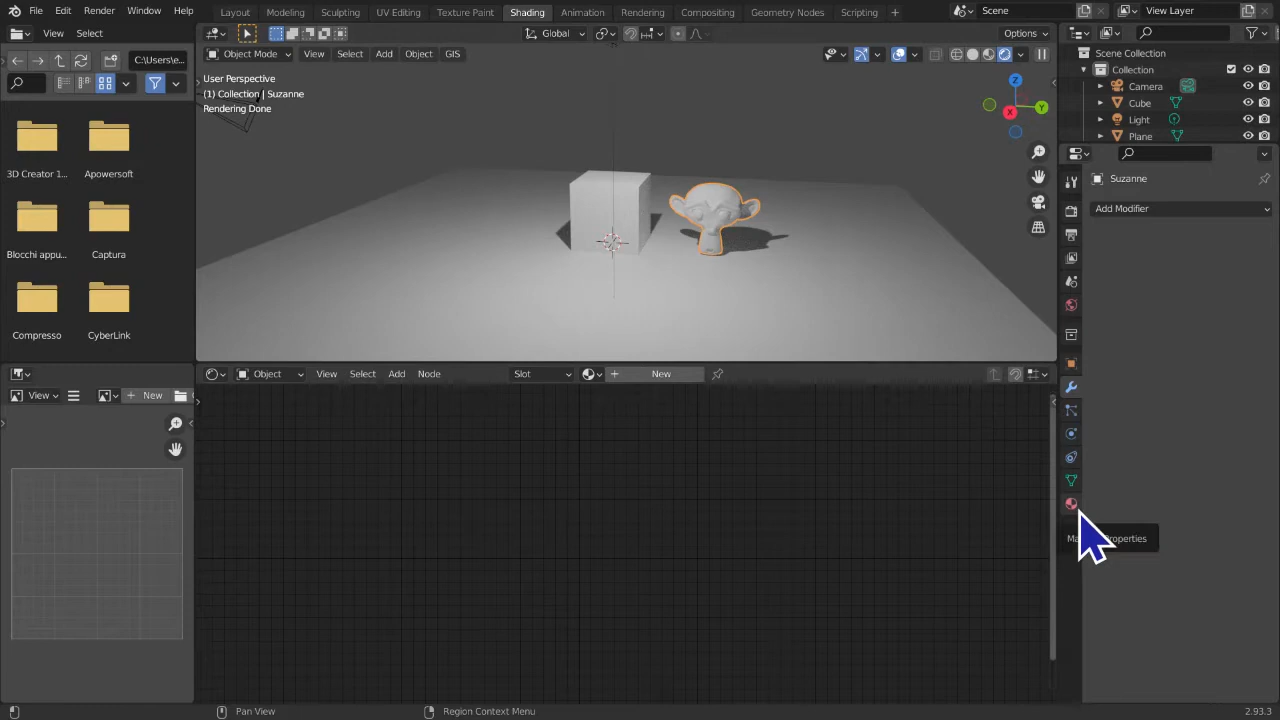 File Edit Render Window Help Layout Modeling Sculpting UV Editing Texture Paint Shading Animation Rendering Compositing Geometry Nodes Scripting + Scene View Layer
View Select Global Options
C:\Users\e...
Object Mode View Select Add Object GIS
Scene Collection
Collection
Camera
Cube
Light
Plane
User Perspective
(1) Collection | Suzanne
Rendering Done
Z
Y
X
3D Creator 1...
Apowersoft
Blocchi appu...
Captura
Compresso
CyberLink
Suzanne
Add Modifier
Object View Select Add Node Slot + New
View + New
Properties
Pan View
Region Context Menu
2.93.3